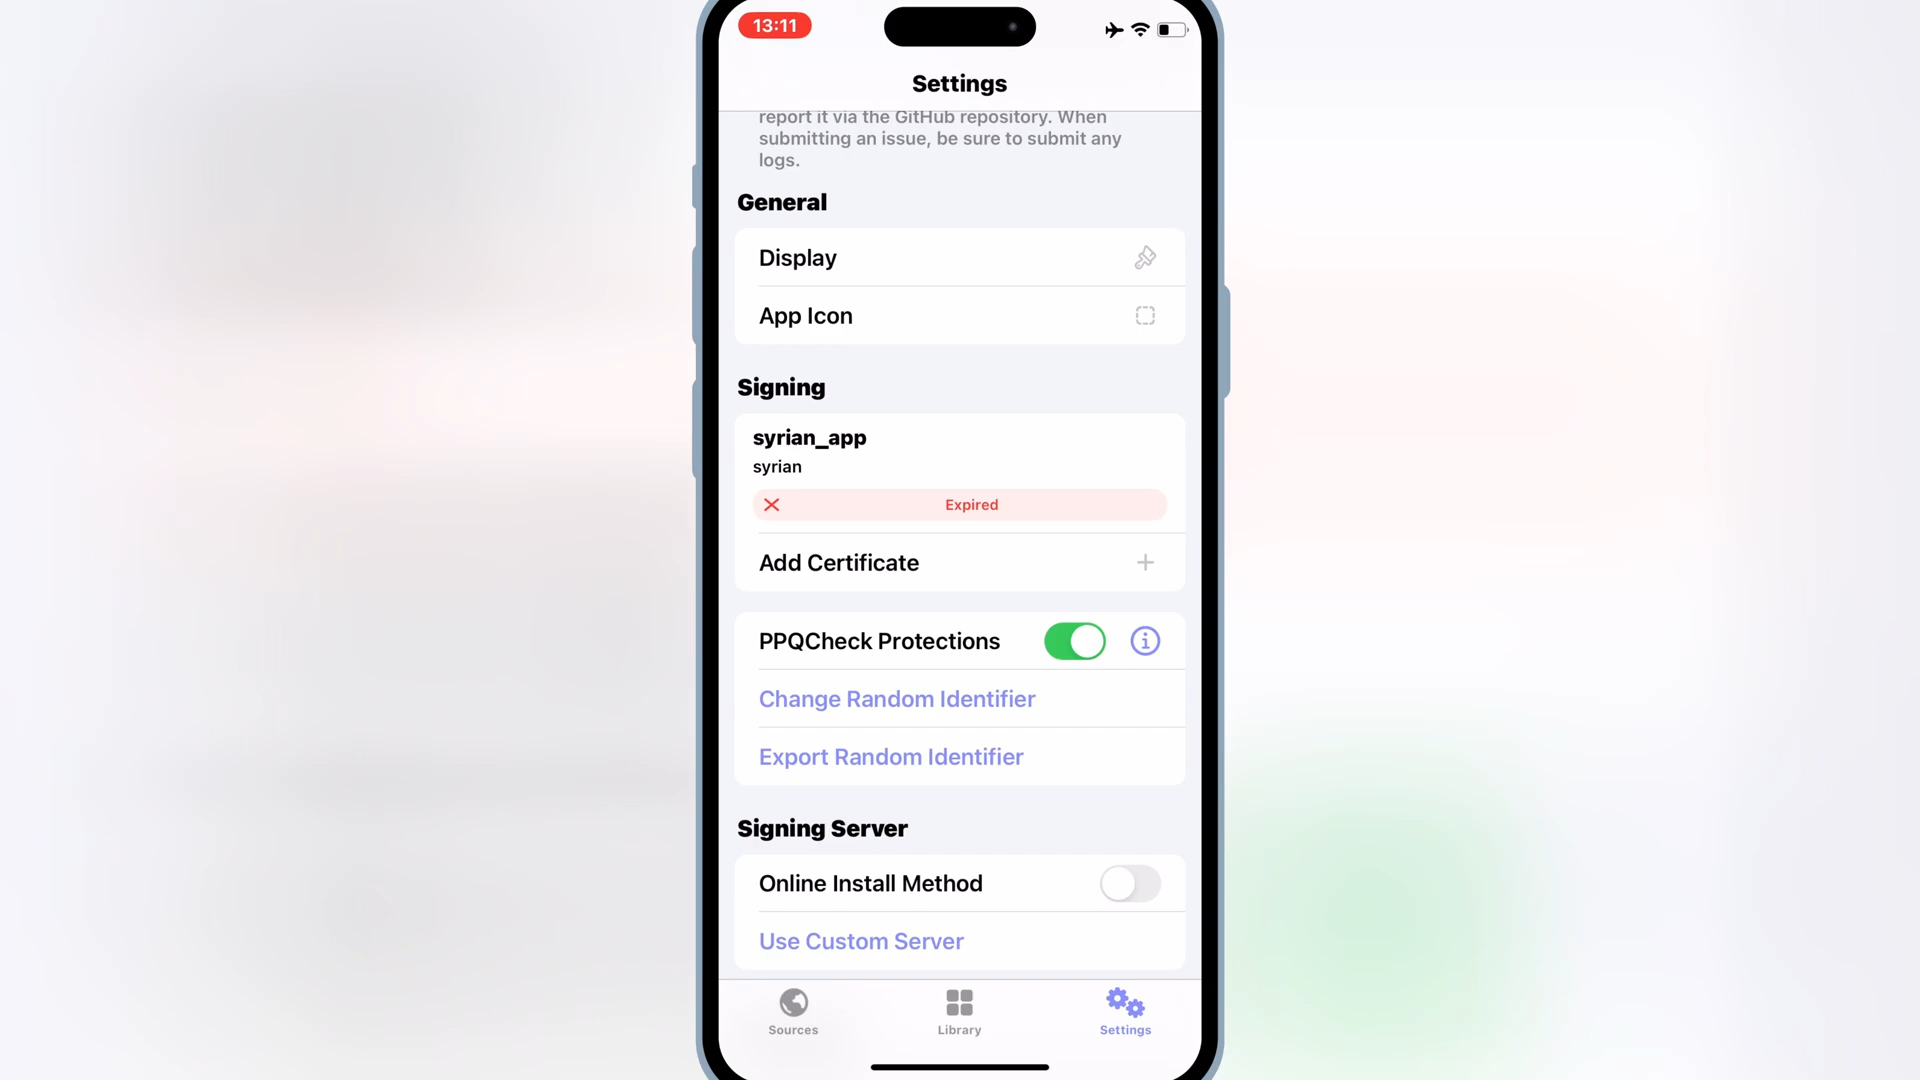 13:11
Settings
report it via the GitHub repository. When
submitting an issue, be sure to submit any
logs.
General
Display
App Icon
Signing
syrian_app
syrian
Expired
Add Certificate
PPQCheck Protections
Change Random Identifier
Export Random Identifier
Signing Server
Online Install Method
Use Custom Server
Sources
Library
Settings